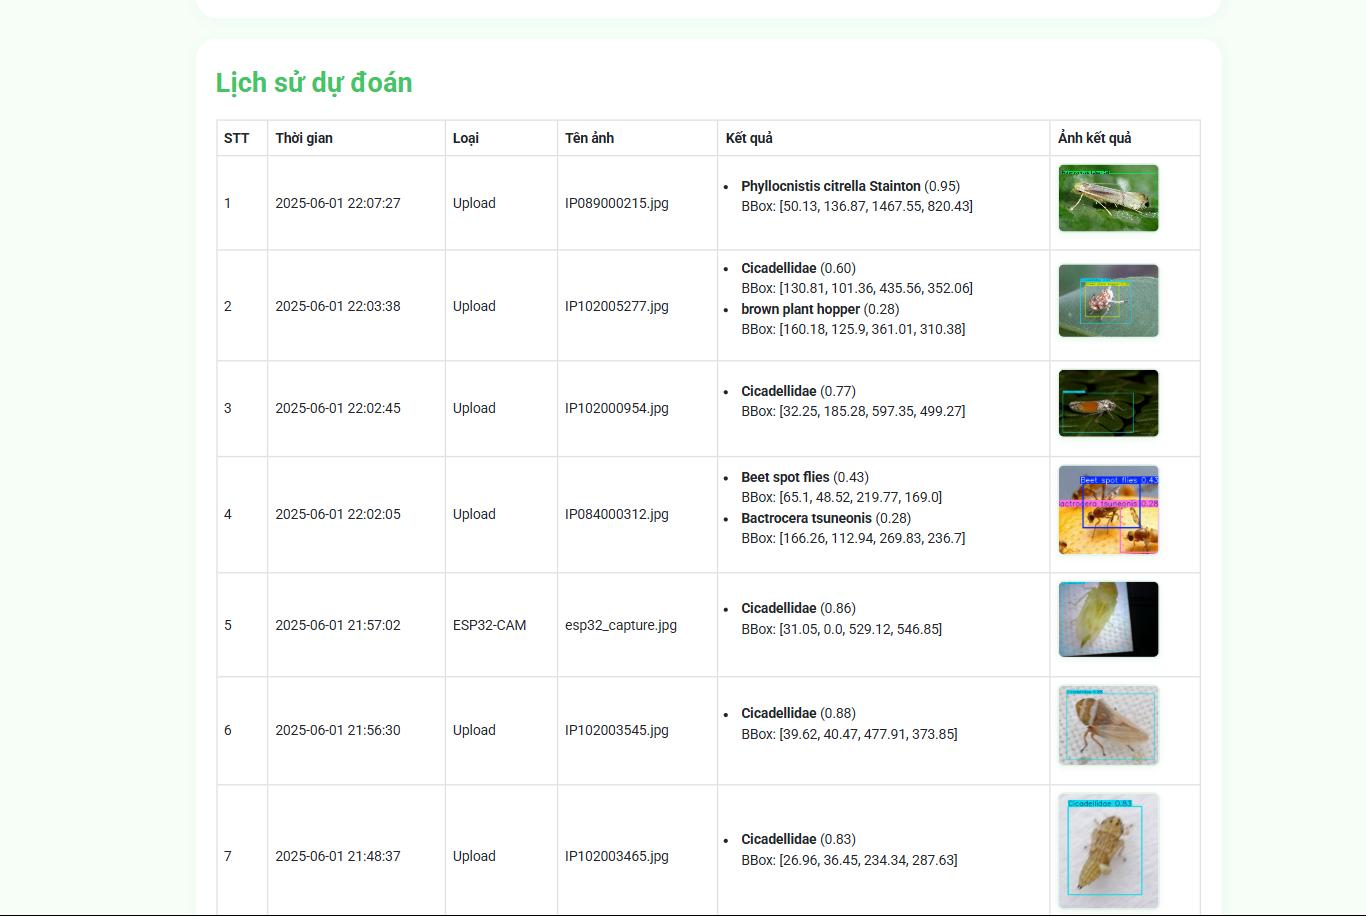 Lịch sử dự đoán
STT Thời gian Loại Tên ảnh Kết quả Ảnh kết quả
1 2025-06-01 22:07:27 Upload IP089000215.jpg
Phyllocnistis citrella Stainton (0.95)
BBox: [50.13, 136.87, 1467.55, 820.43]
2 2025-06-01 22:03:38 Upload IP102005277.jpg
Cicadellidae (0.60)
BBox: [130.81, 101.36, 435.56, 352.06]
brown plant hopper (0.28)
BBox: [160.18, 125.9, 361.01, 310.38]
3 2025-06-01 22:02:45 Upload IP102000954.jpg
Cicadellidae (0.77)
BBox: [32.25, 185.28, 597.35, 499.27]
4 2025-06-01 22:02:05 Upload IP084000312.jpg
Beet spot flies (0.43)
BBox: [65.1, 48.52, 219.77, 169.0]
Bactrocera tsuneonis (0.28)
BBox: [166.26, 112.94, 269.83, 236.7]
Beet spot flies 0.43
actrocera tsuneonis 0.28
5 2025-06-01 21:57:02 ESP32-CAM esp32_capture.jpg
Cicadellidae (0.86)
BBox: [31.05, 0.0, 529.12, 546.85]
6 2025-06-01 21:56:30 Upload IP102003545.jpg
Cicadellidae (0.88)
BBox: [39.62, 40.47, 477.91, 373.85]
Cicadellidae 0.88
7 2025-06-01 21:48:37 Upload IP102003465.jpg
Cicadellidae (0.83)
BBox: [26.96, 36.45, 234.34, 287.63]
Cicadellidae 0.83